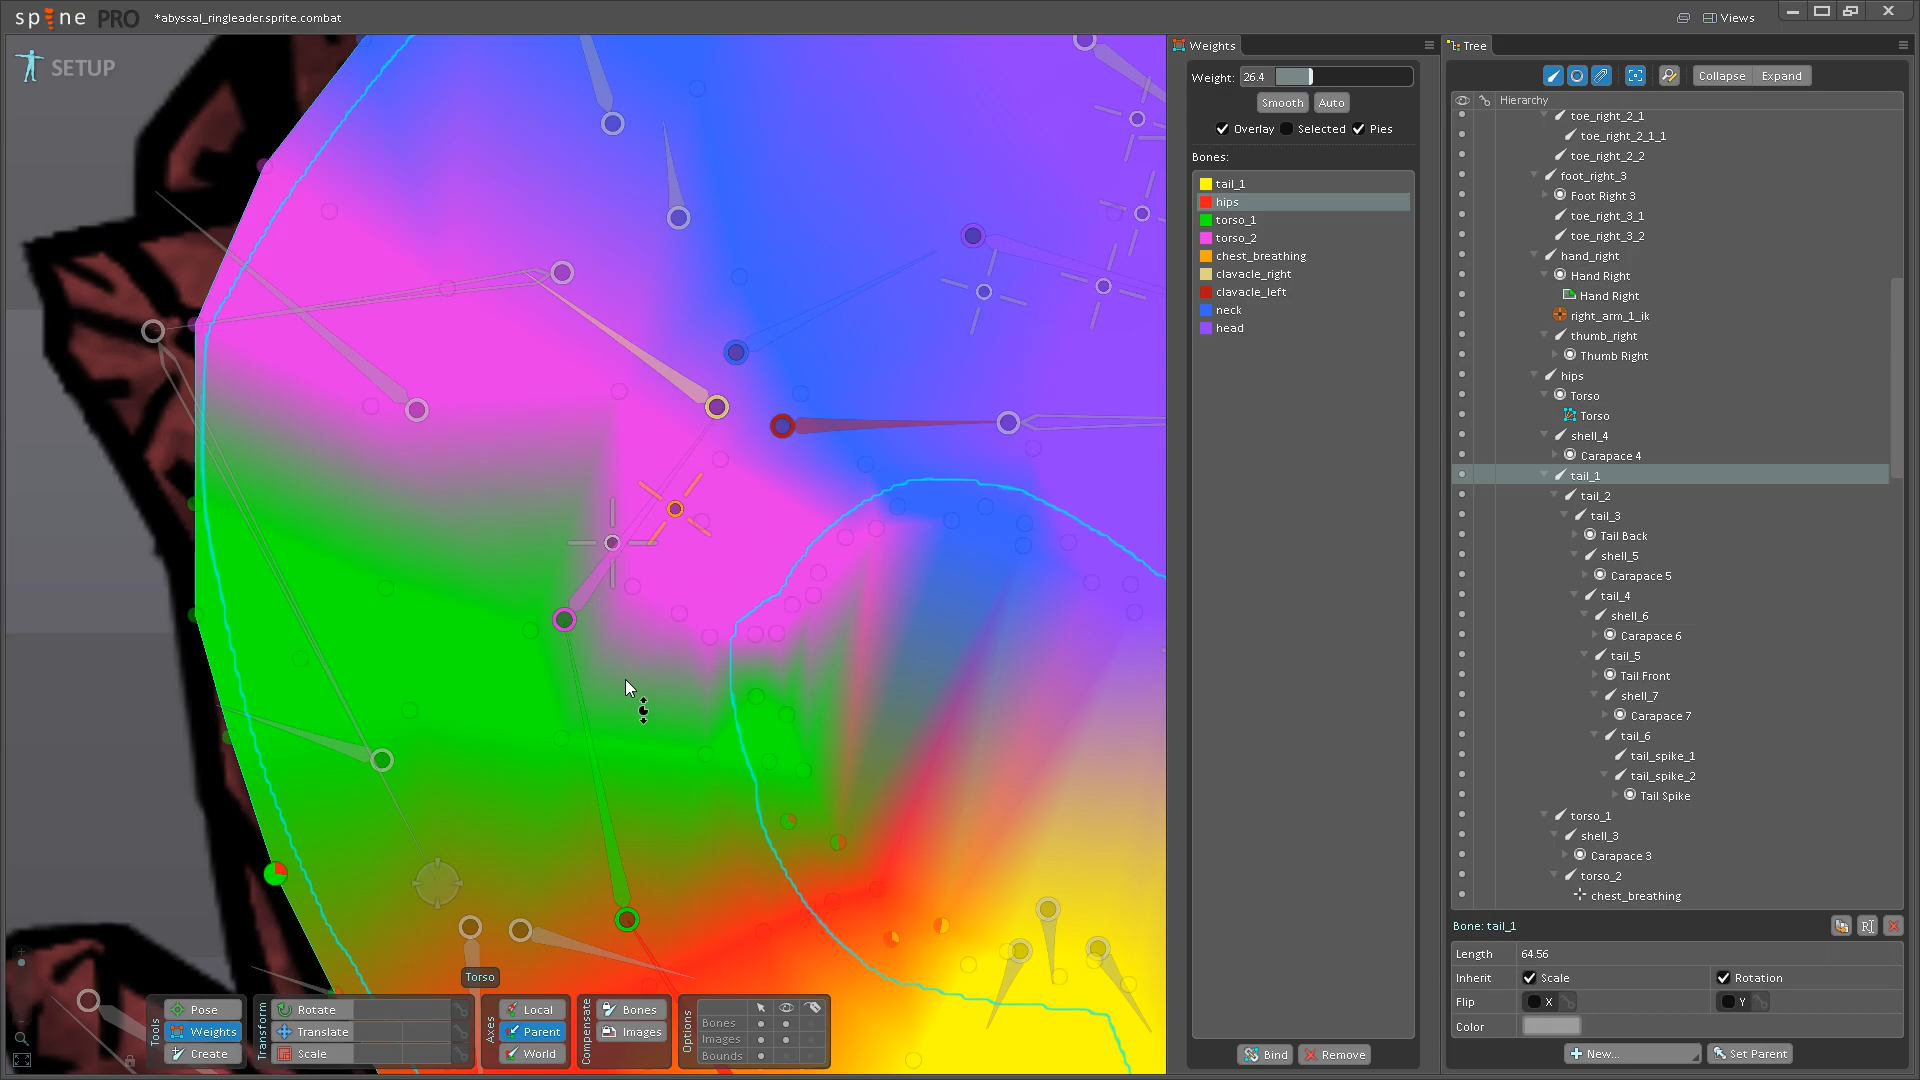 spine PRO
*abyssal_ringleader.sprite.combat
Views
SETUP
Torso
Tools
Pose
Weights
Create
Transform
Rotate
Translate
Scale
Axes
Local
Parent
World
Compensate
Bones
Images
Options
Bones
Images
Bounds
Weights
Weight: 26.4
Smooth Auto
Overlay Selected Pies
Bones:
tail_1
hips
torso_1
torso_2
chest_breathing
clavacle_right
clavacle_left
neck
head
Bind Remove
Tree
Collapse Expand
Hierarchy
toe_right_2_1
toe_right_2_1_1
toe_right_2_2
foot_right_3
Foot Right 3
toe_right_3_1
toe_right_3_2
hand_right
Hand Right
Hand Right
right_arm_1_ik
thumb_right
Thumb Right
hips
Torso
Torso
shell_4
Carapace 4
tail_1
tail_2
tail_3
Tail Back
shell_5
Carapace 5
tail_4
shell_6
Carapace 6
tail_5
Tail Front
shell_7
Carapace 7
tail_6
tail_spike_1
tail_spike_2
Tail Spike
torso_1
shell_3
Carapace 3
torso_2
chest_breathing
Bone: tail_1
Length 64.56
Inherit Scale Rotation
Flip X Y
Color
New... Set Parent